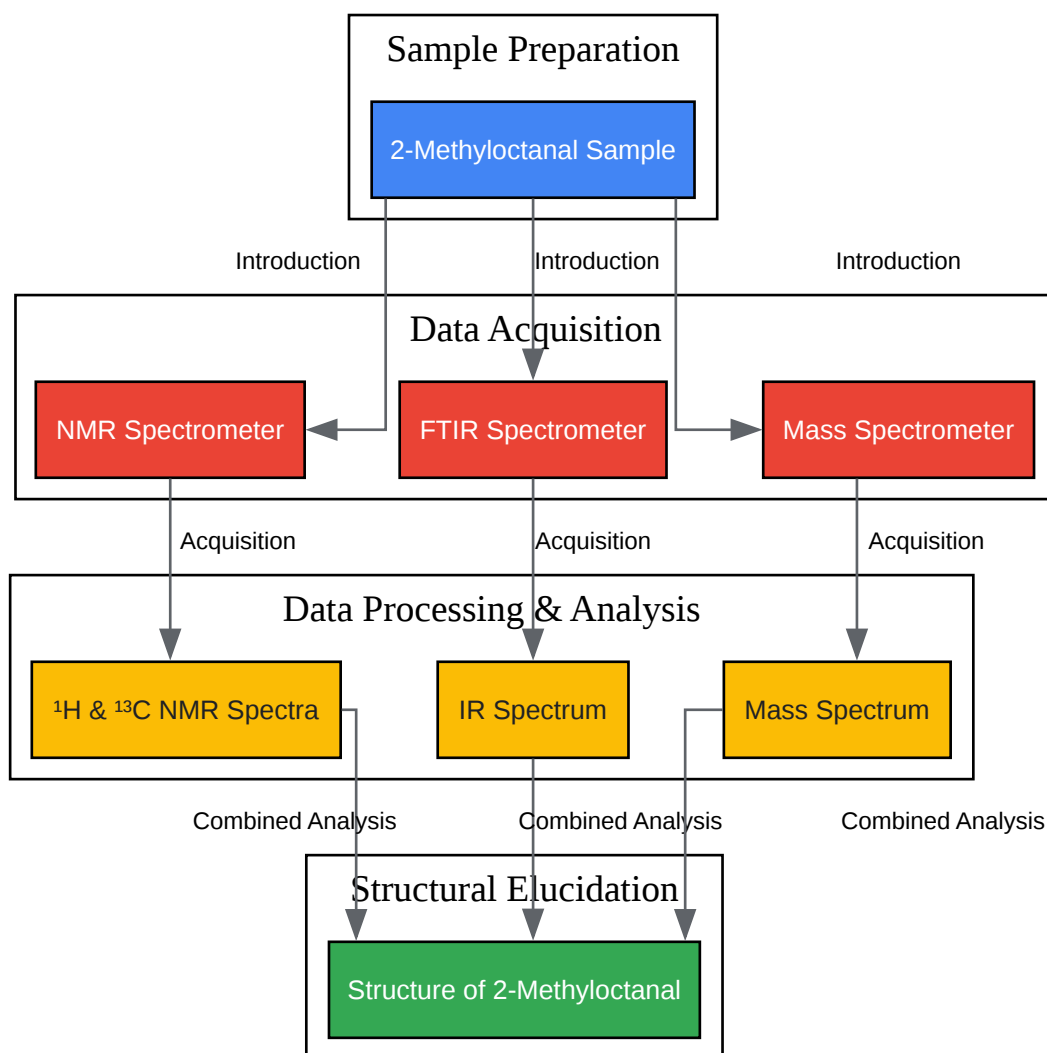 Sample Preparation
2-Methyloctanal Sample
Introduction
Introduction
Introduction
Data Acquisition
NMR Spectrometer
FTIR Spectrometer
Mass Spectrometer
Acquisition
Acquisition
Acquisition
Data Processing & Analysis
¹H & ¹³C NMR Spectra
IR Spectrum
Mass Spectrum
Combined Analysis
Combined Analysis
Combined Analysis
Structural Elucidation
Structure of 2-Methyloctanal